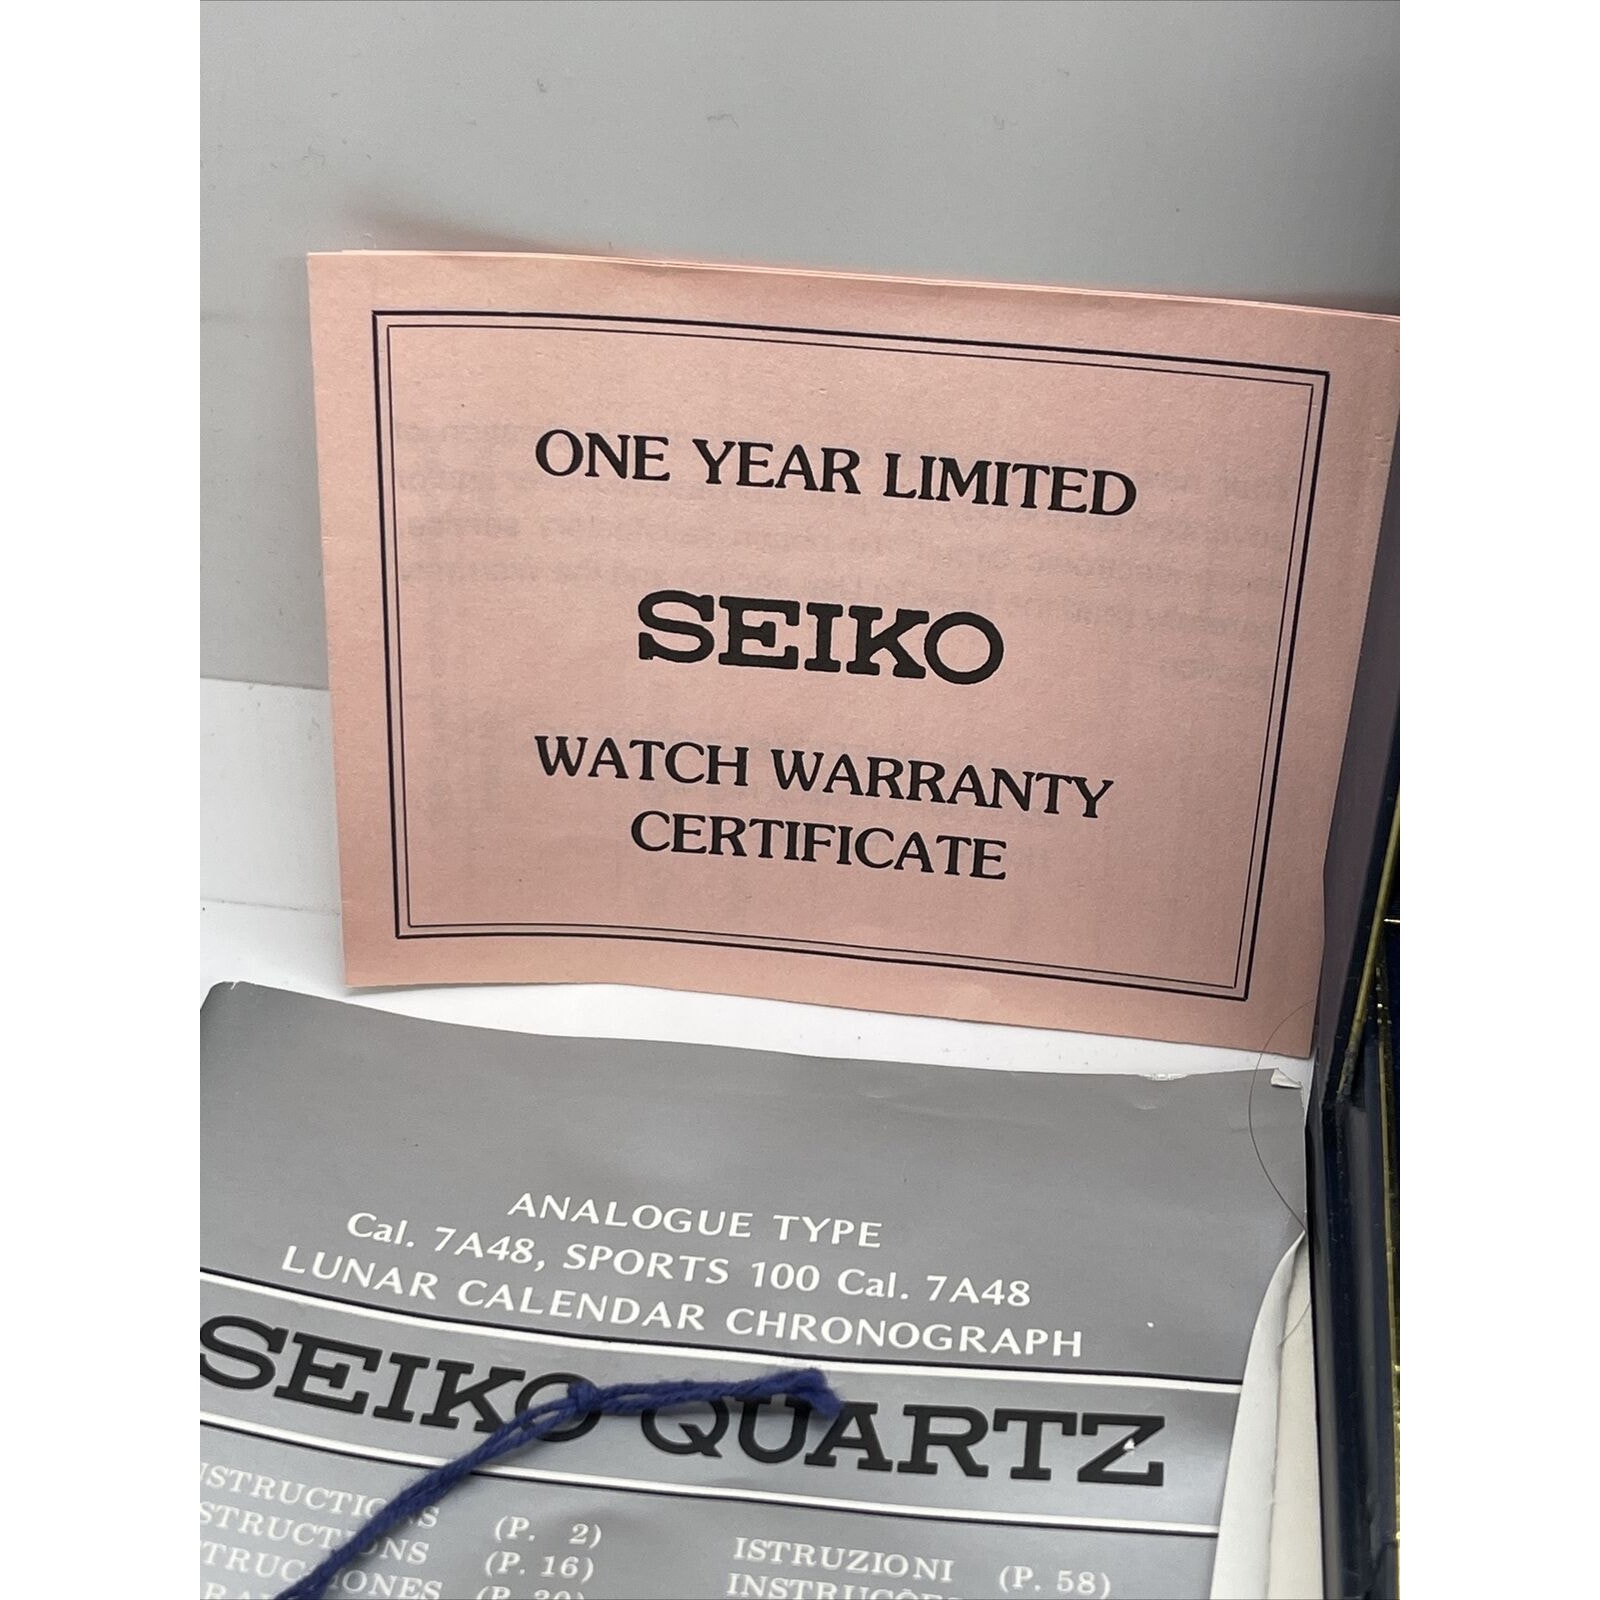 ONE YEAR LIMITED
SEIKO
WATCH WARRANTY
CERTIFICATE
ANALOGUE TYPE
Cal. 7A48, SPORTS 100 Cal. 7A48
LUNAR CALENDAR CHRONOGRAPH
SEIKO QUARTZ
(P. 2)
(P. 16)
(P. 30)
ISTRUZIONI (P. 58)